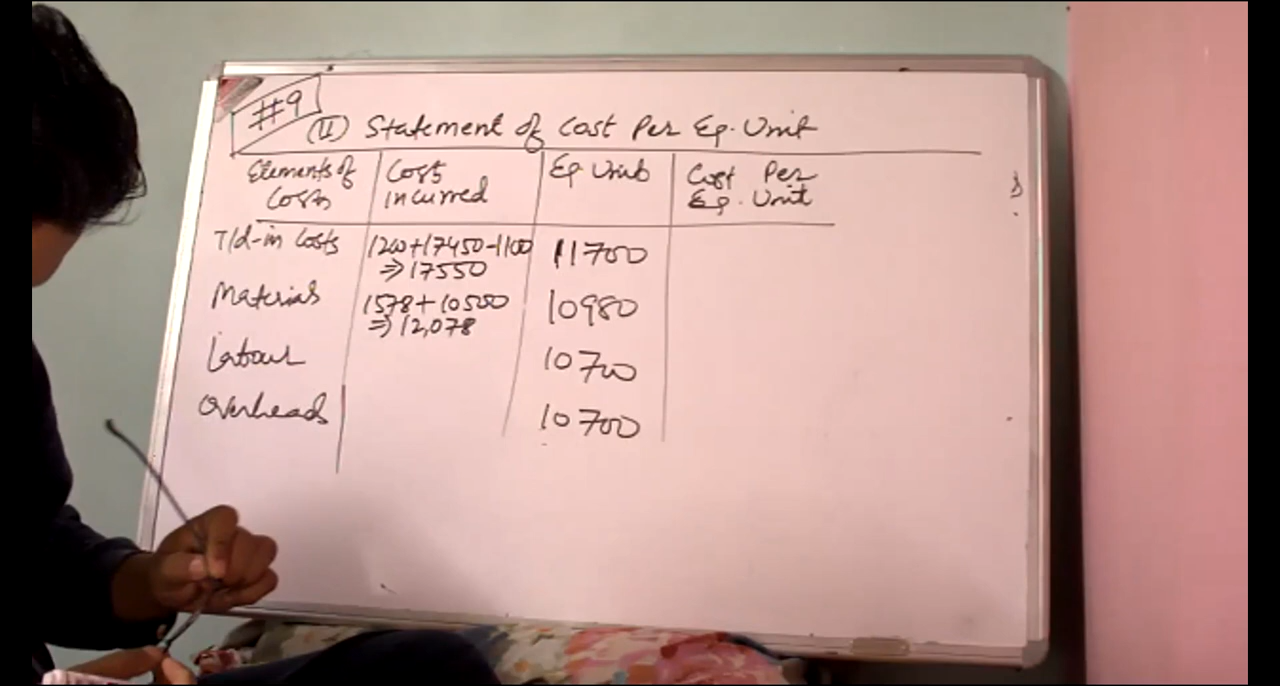 #9
(II) Statement of Cost Per Eq. Unit
Elements of Costs
Cost incurred
Eq. Units
Cost Per Eq. Unit
T/d-in Costs
1200+17450-1100
⇒ 17550
11700
Materials
1578+10500
⇒ 12,078
10980
Labour
10700
Overheads
10700